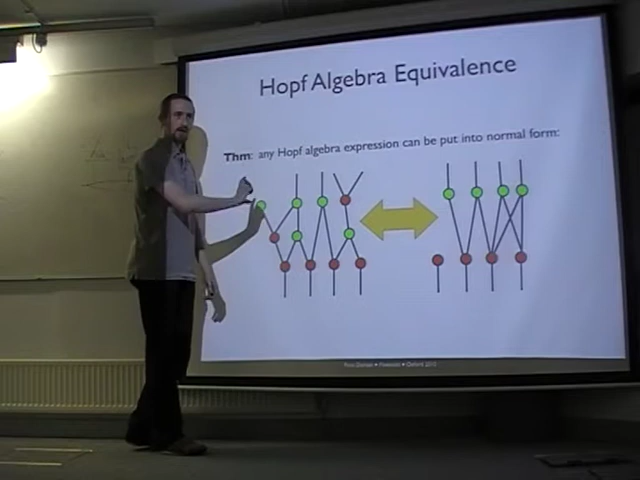 Hopf Algebra Equivalence
Thm: any Hopf algebra expression can be put into normal form: